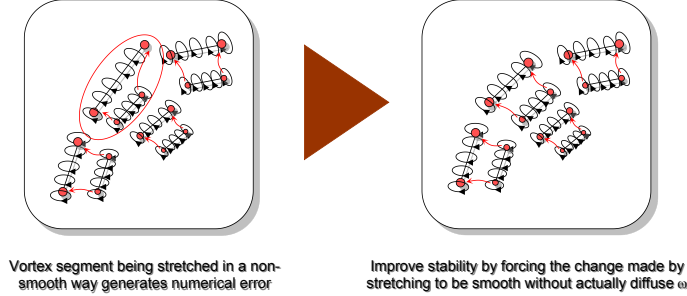 Vortex segment being stretched in a non-
smooth way generates numerical error
Improve stability by forcing the change made by
stretching to be smooth without actually diffuse ω